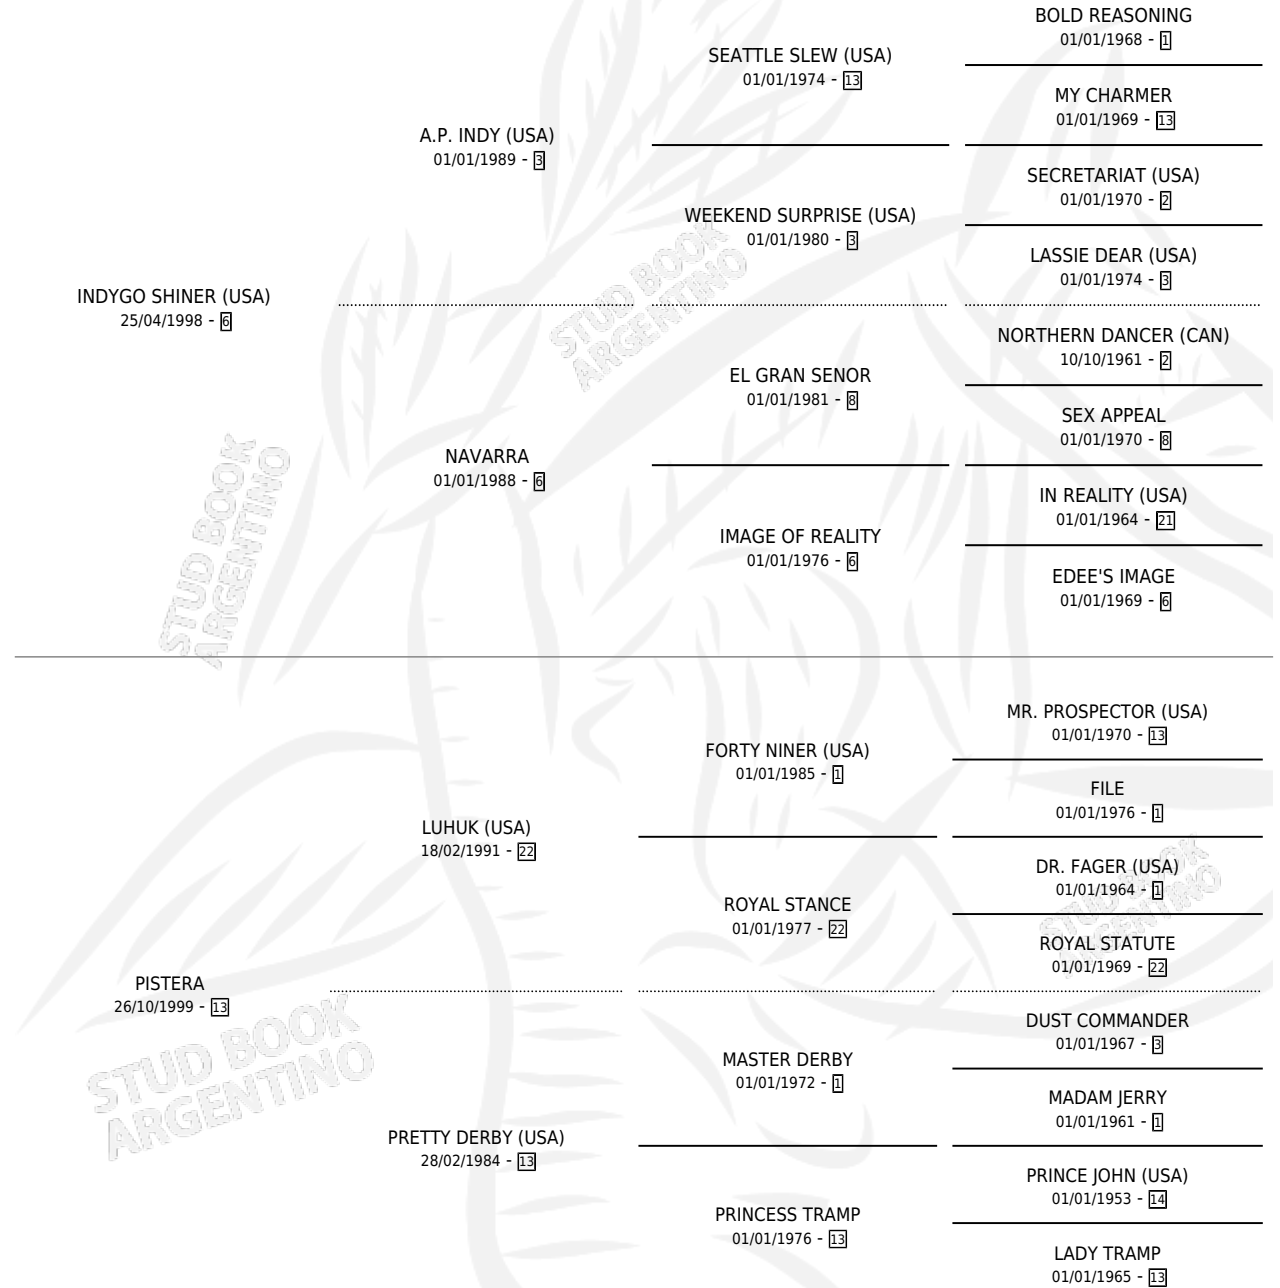 BOLD REASONING
01/01/1968 - 1
SEATTLE SLEW (USA)
01/01/1974 - 13
MY CHARMER
01/01/1969 - 13
A.P. INDY (USA)
01/01/1989 - 3
SECRETARIAT (USA)
01/01/1970 - 2
WEEKEND SURPRISE (USA)
01/01/1980 - 3
LASSIE DEAR (USA)
01/01/1974 - 3
INDYGO SHINER (USA)
25/04/1998 - 6
NORTHERN DANCER (CAN)
10/10/1961 - 2
EL GRAN SENOR
01/01/1981 - 8
SEX APPEAL
01/01/1970 - 8
NAVARRA
01/01/1988 - 6
IN REALITY (USA)
01/01/1964 - 21
IMAGE OF REALITY
01/01/1976 - 6
EDEE'S IMAGE
01/01/1969 - 6
MR. PROSPECTOR (USA)
01/01/1970 - 13
FORTY NINER (USA)
01/01/1985 - 1
FILE
01/01/1976 - 1
LUHUK (USA)
18/02/1991 - 22
DR. FAGER (USA)
01/01/1964 - 1
ROYAL STANCE
01/01/1977 - 22
ROYAL STATUTE
01/01/1969 - 22
PISTERA
26/10/1999 - 13
DUST COMMANDER
01/01/1967 - 3
MASTER DERBY
01/01/1972 - 1
MADAM JERRY
01/01/1961 - 1
PRETTY DERBY (USA)
28/02/1984 - 13
PRINCE JOHN (USA)
01/01/1953 - 14
PRINCESS TRAMP
01/01/1976 - 13
LADY TRAMP
01/01/1965 - 13
STUD BOOK
ARGENTINO
STUD BOOK
ARGENTINO
STUD BOOK
ARGENTINO
STUD BOOK
ARGENTINO